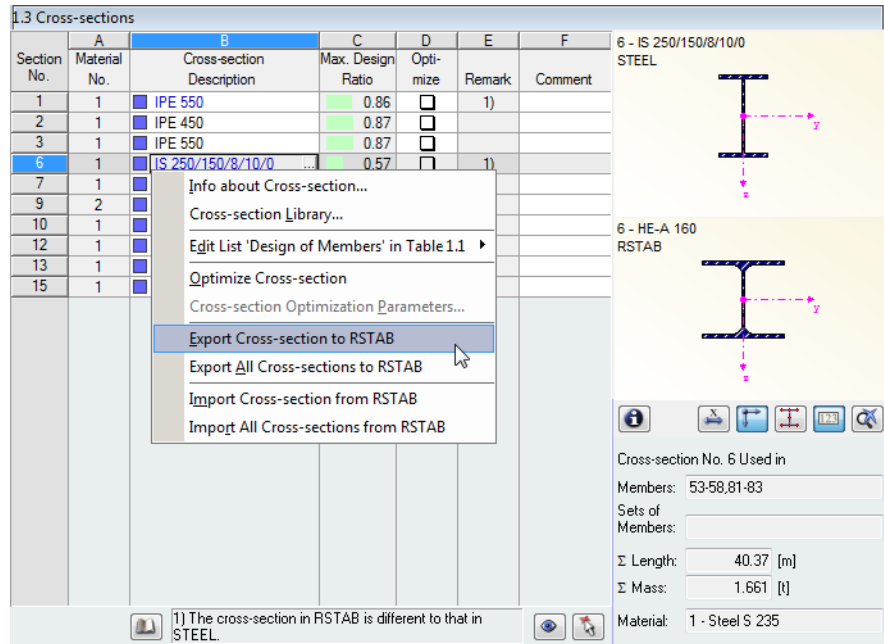 1.3 Cross-sections
A B C D E F
Section Material Cross-section Max. Design Opti-
No. No. Description Ratio mize Remark Comment
1 1 IPE 550 0.86 1)
2 1 IPE 450 0.87
3 1 IPE 550 0.87
6 1 IS 250/150/8/10/0 ... 0.57 1)
7 1
9 2
10 1
12 1
13 1
15 1
Info about Cross-section...
Cross-section Library...
Edit List 'Design of Members' in Table 1.1
Optimize Cross-section
Cross-section Optimization Parameters...
Export Cross-section to RSTAB
Export All Cross-sections to RSTAB
Import Cross-section from RSTAB
Import All Cross-sections from RSTAB
1) The cross-section in RSTAB is different to that in
STEEL.
6 - IS 250/150/8/10/0
STEEL
y
z
6 - HE-A 160
RSTAB
y
z
X 123
Cross-section No. 6 Used in
Members: 53-58,81-83
Sets of
Members:
Σ Length: 40.37 [m]
Σ Mass: 1.661 [t]
Material: 1 - Steel S 235